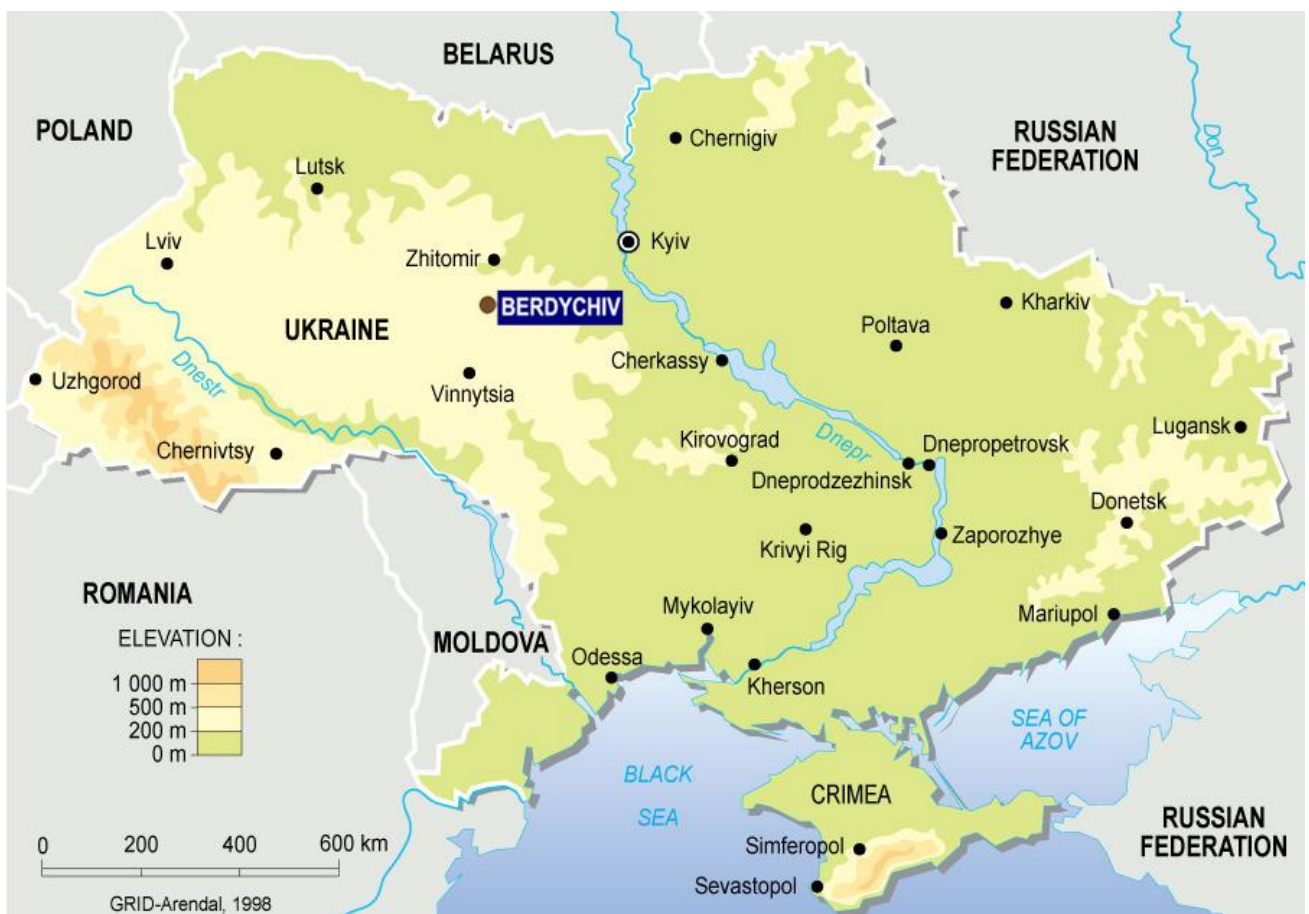 BELARUS
POLAND
RUSSIAN
FEDERATION
Don
Chernigiv
Lutsk
Lviv
Kyiv
Zhitomir
BERDYCHIV
Kharkiv
UKRAINE
Poltava
Cherkassy
Dnestr
Uzhgorod
Vinnytsia
Lugansk
Chernivtsy
Kirovograd
Dnepr
Dnepropetrovsk
Dneprodzezhinsk
Donetsk
Krivyi Rig
Zaporozhye
ROMANIA
Mykolayiv
Mariupol
ELEVATION :
MOLDOVA
Odessa
Kherson
1 000 m
500 m
200 m
0 m
SEA OF
AZOV
BLACK
SEA
CRIMEA
RUSSIAN
FEDERATION
0 200 400 600 km
Simferopol
Sevastopol
GRID-Arendal, 1998